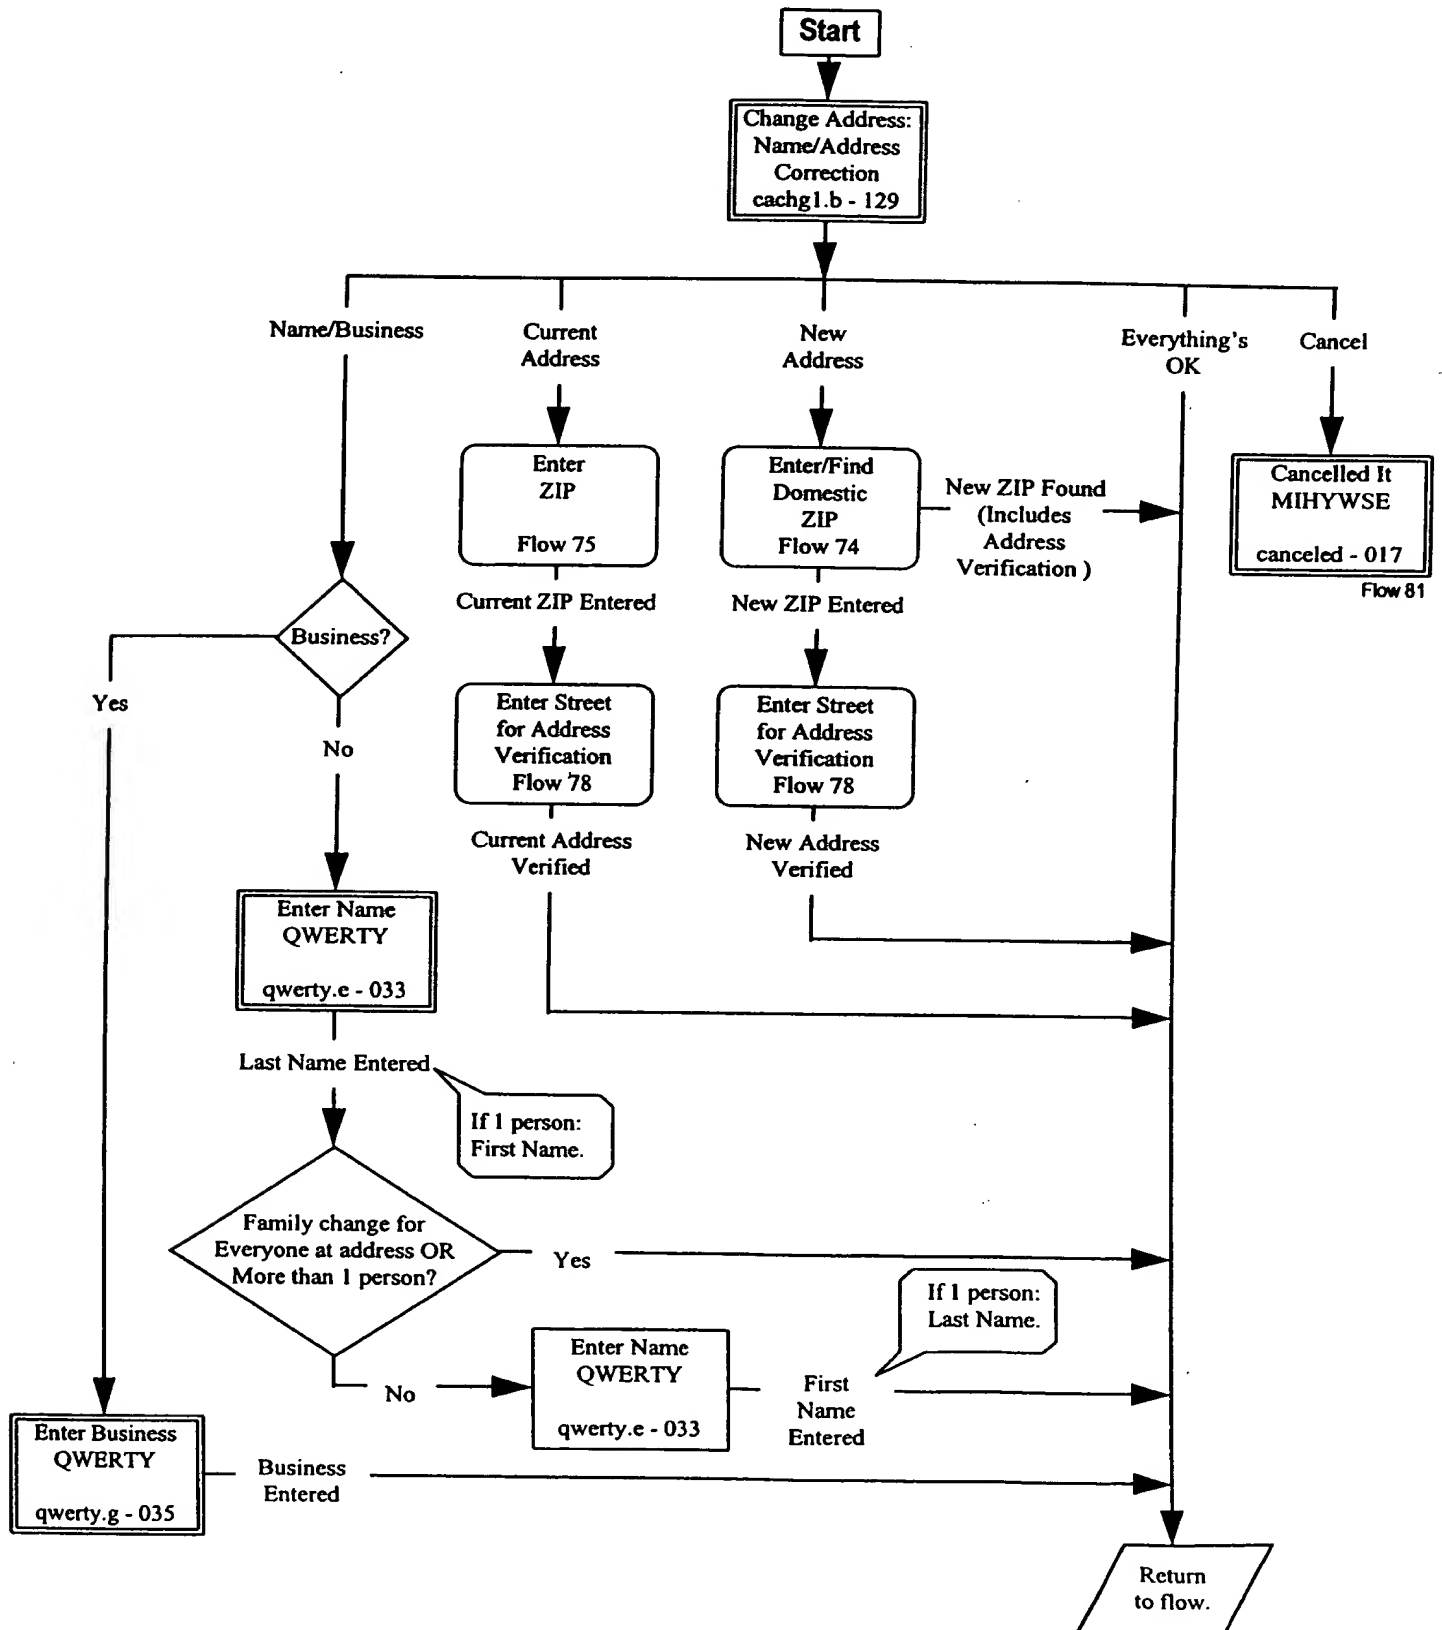 Start
Change Address:
Name/Address
Correction
cachg1.b - 129
Name/Business
Current
Address
New
Address
Everything's
OK
Cancel
Enter
ZIP
Flow 75
Enter/Find
Domestic
ZIP
Flow 74
New ZIP Found
(Includes
Address
Verification )
Cancelled It
MIHYWSE
canceled - 017
Flow 81
Current ZIP Entered
New ZIP Entered
Business?
Yes
No
Enter Street
for Address
Verification
Flow 78
Enter Street
for Address
Verification
Flow 78
Current Address
Verified
New Address
Verified
Enter Name
QWERTY
qwerty.e - 033
Last Name Entered
If 1 person:
First Name.
Family change for
Everyone at address OR
More than 1 person?
Yes
If 1 person:
Last Name.
No
Enter Name
QWERTY
qwerty.e - 033
First
Name
Entered
Enter Business
QWERTY
qwerty.g - 035
Business
Entered
Return
to flow.